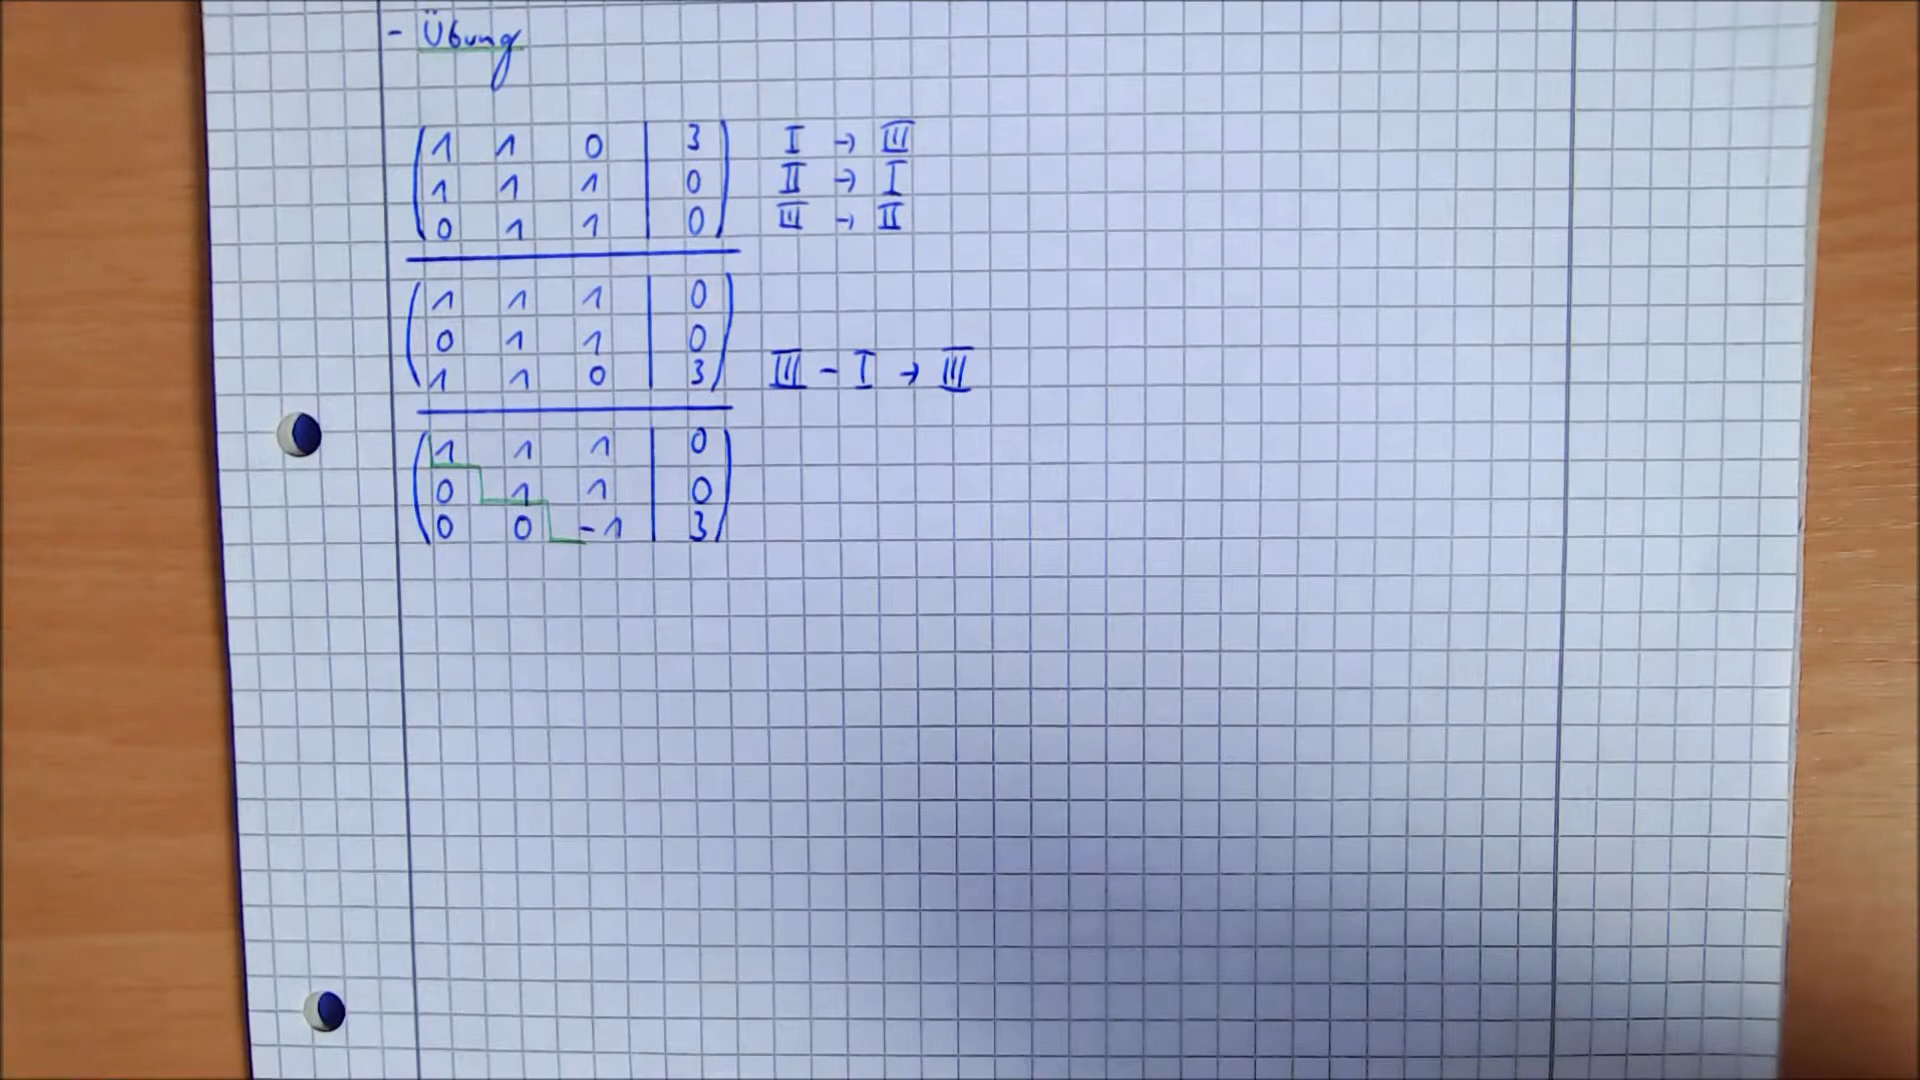 - Übung
1 1 0 | 3 I → III
1 1 1 | 0 II → I
0 1 1 | 0 III → II
1 1 1 | 0
0 1 1 | 0
1 1 0 | 3 III - I → III
1 1 1 | 0
0 1 1 | 0
0 0 -1 | 3